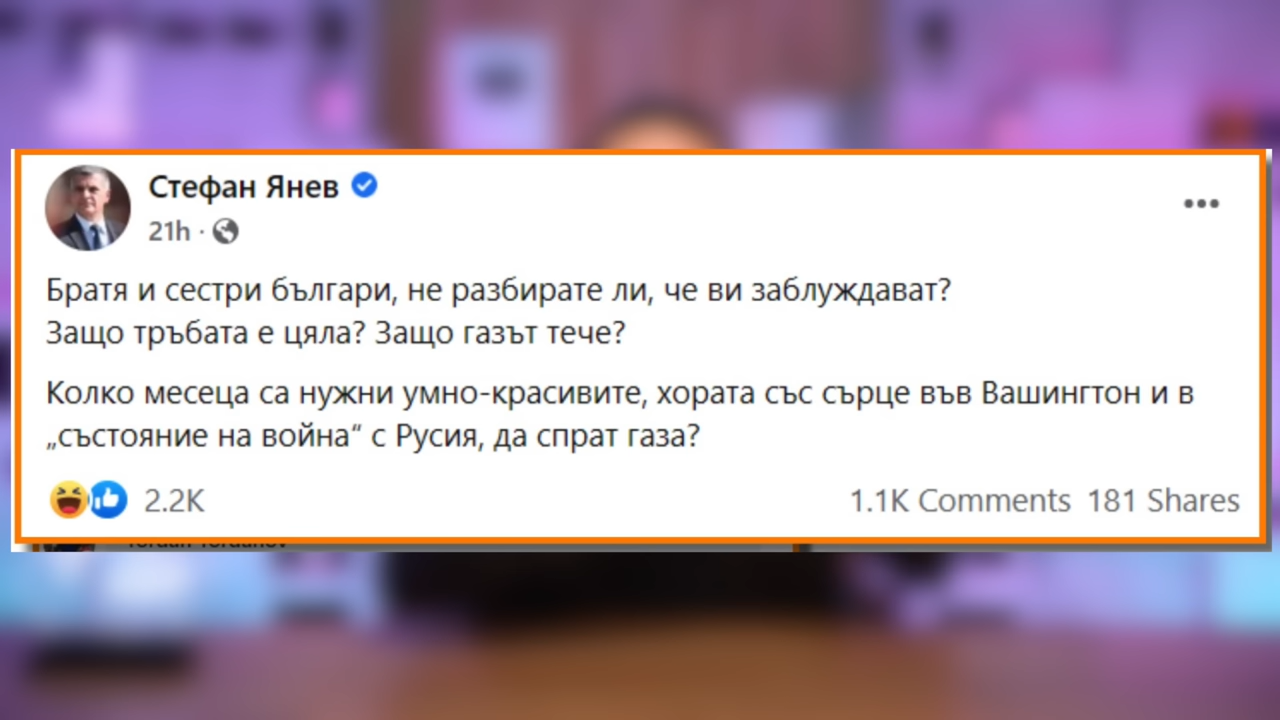 Стефан Янев
21h ·
Братя и сестри българи, не разбирате ли, че ви заблуждават?
Защо тръбата е цяла? Защо газът тече?
Колко месеца са нужни умно-красивите, хората със сърце във Вашингтон и в
„състояние на война“ с Русия, да спрат газа?
2.2K 1.1K Comments 181 Shares